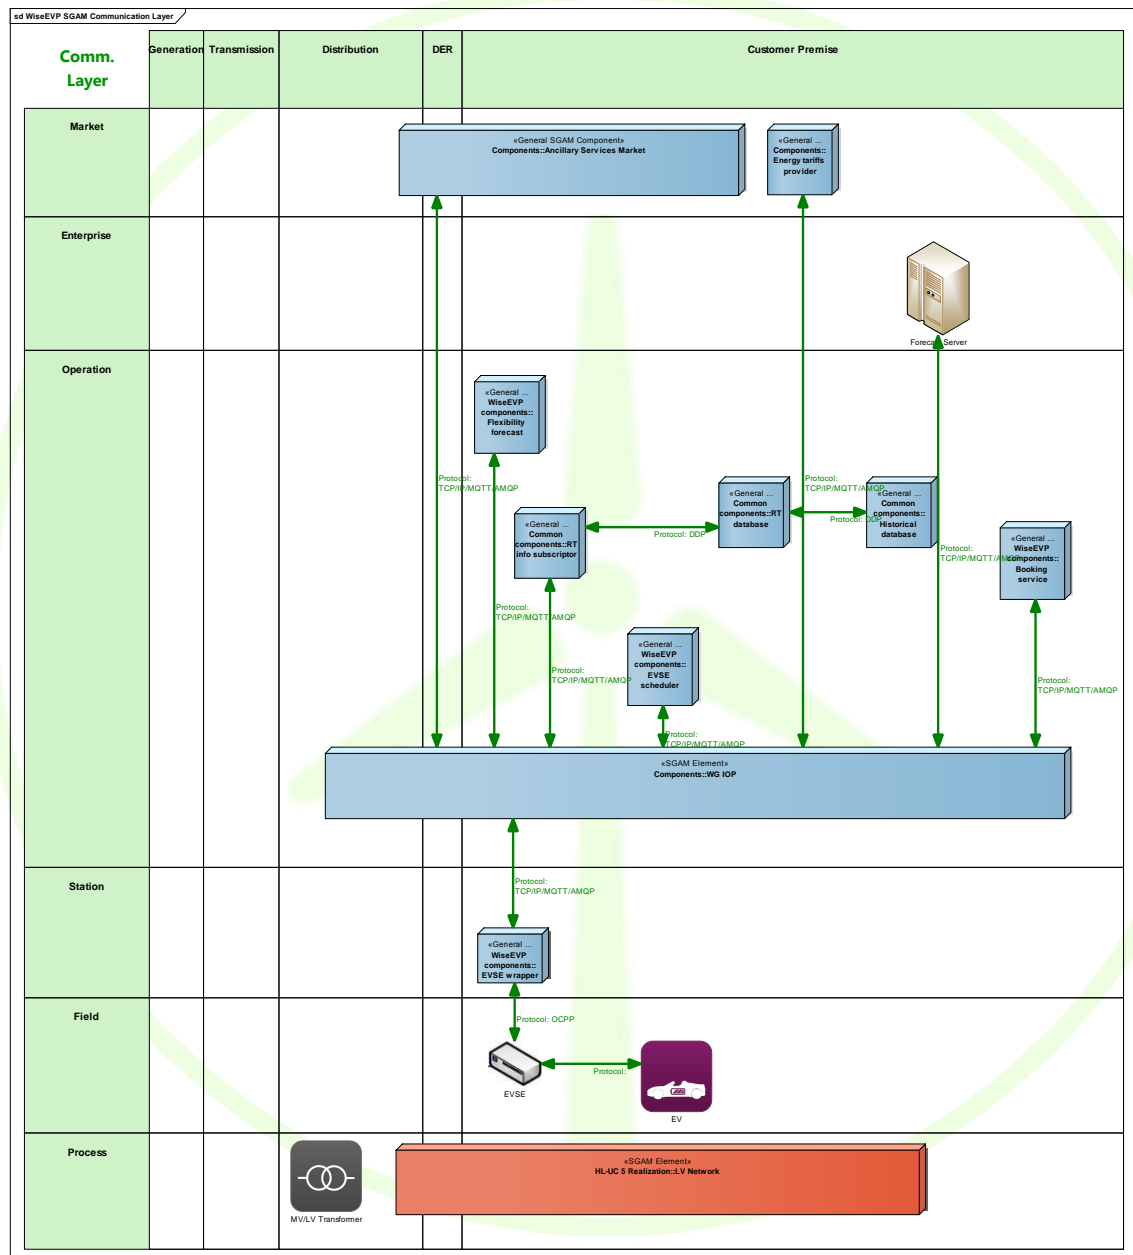 sd WiseEVP SGAM Communication Layer
Comm.
Layer
Generation
Transmission
Distribution
DER
Customer Premise
Market
«General SGAM Component»
Components::Ancillary Services Market
«General ...
Components::
Energy tariffs
provider
Enterprise
Forecast Server
Operation
«General ...
WiseEVP
components::
Flexibility
forecast
Protocol:
TCP/IP/MQTT/AMQP
Protocol:
TCP/IP/MQTT/AMQP
«General ...
Common
components::RT
database
«General ...
Common
components::
Historical
database
Protocol: DDP
«General ...
Common
components::RT
info subscriptor
Protocol: DDP
«General ...
WiseEVP
components::
Booking
service
Protocol:
TCP/IP/MQTT/AMQP
Protocol:
TCP/IP/MQTT/AMQP
«General ...
WiseEVP
components::
EVSE
scheduler
Protocol:
TCP/IP/MQTT/AMQP
Protocol:
TCP/IP/MQTT/AMQP
Protocol:
TCP/IP/MQTT/AMQP
«SGAM Element»
Components::WG IOP
Station
Protocol:
TCP/IP/MQTT/AMQP
«General ...
WiseEVP
components::
EVSE wrapper
Field
Protocol: OCPP
Protocol:
EVSE
EV
Process
«SGAM Element»
HL-UC 5 Realization::LV Network
MV/LV Transformer